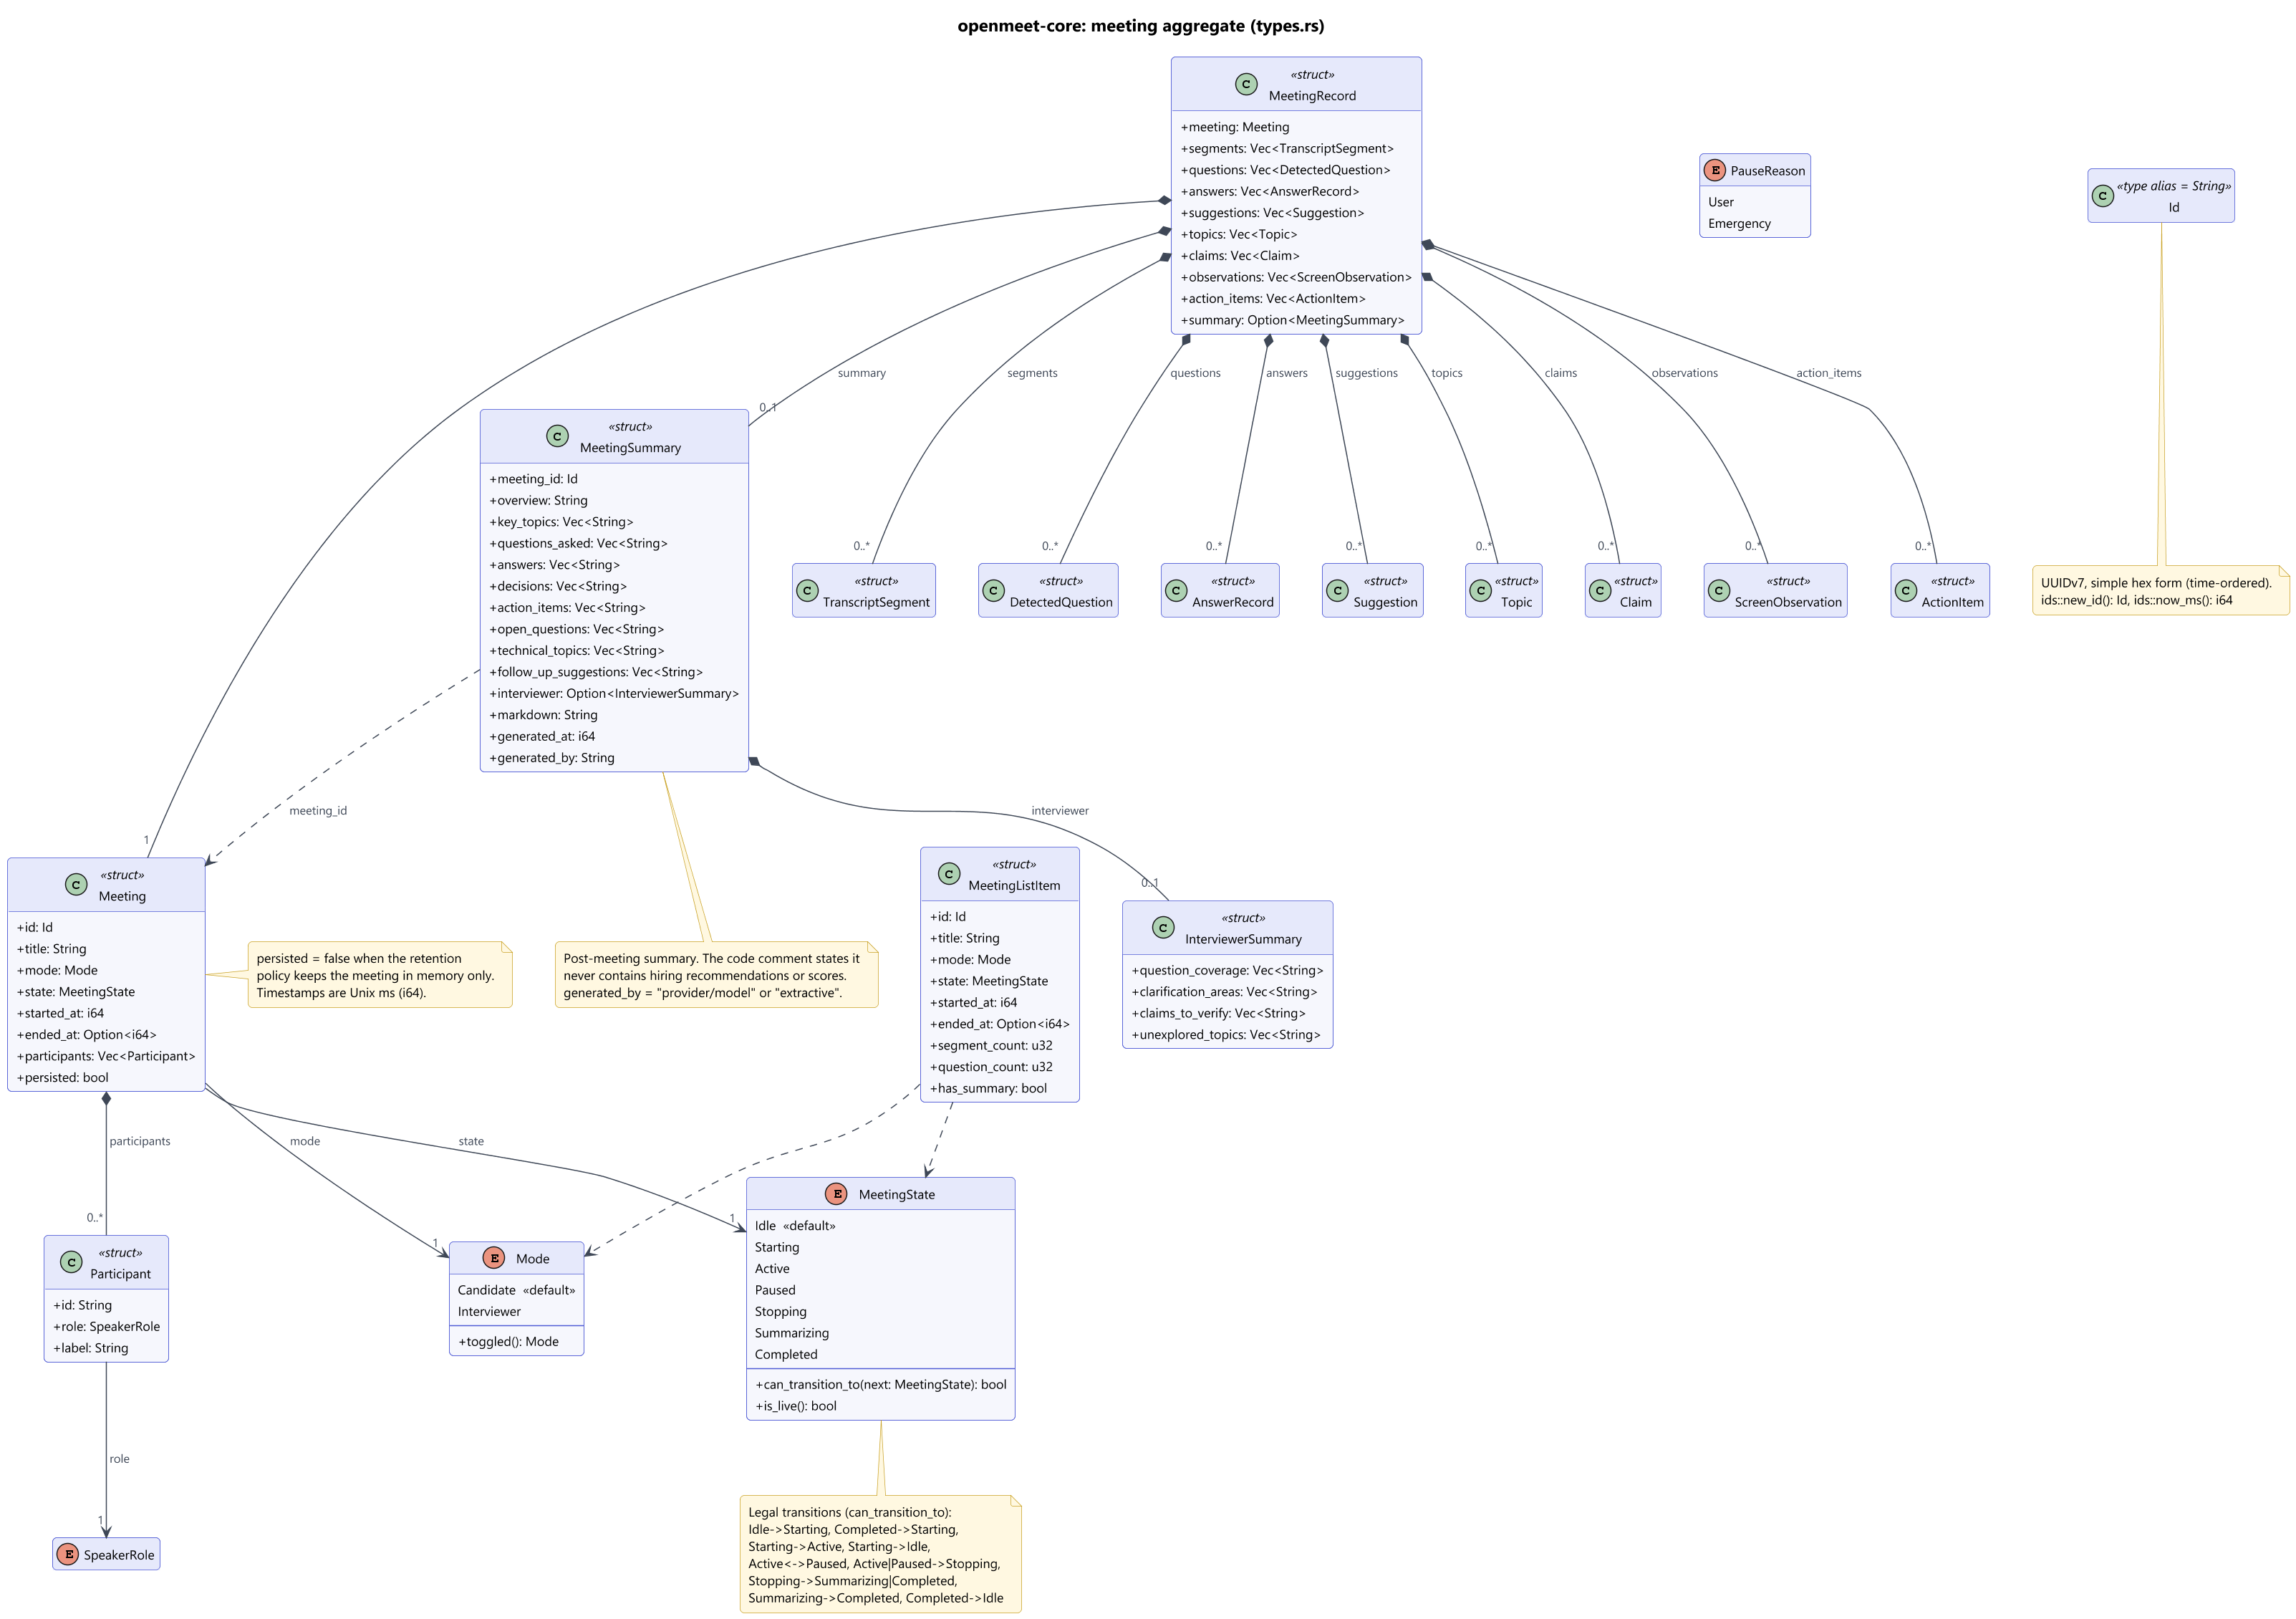 openmeet-core: meeting aggregate (types.rs)
C
«struct»
MeetingRecord
+meeting: Meeting
+segments: Vec<TranscriptSegment>
+questions: Vec<DetectedQuestion>
+answers: Vec<AnswerRecord>
+suggestions: Vec<Suggestion>
+topics: Vec<Topic>
+claims: Vec<Claim>
+observations: Vec<ScreenObservation>
+action_items: Vec<ActionItem>
+summary: Option<MeetingSummary>
E PauseReason
User
Emergency
C
«type alias = String»
Id
summary
segments
questions
answers
suggestions
topics
claims
observations
action_items
0..1
C
«struct»
MeetingSummary
+meeting_id: Id
+overview: String
+key_topics: Vec<String>
+questions_asked: Vec<String>
+answers: Vec<String>
+decisions: Vec<String>
+action_items: Vec<String>
+open_questions: Vec<String>
+technical_topics: Vec<String>
+follow_up_suggestions: Vec<String>
+interviewer: Option<InterviewerSummary>
+markdown: String
+generated_at: i64
+generated_by: String
0..*
0..*
0..*
0..*
0..*
0..*
0..*
0..*
C
«struct»
TranscriptSegment
C
«struct»
DetectedQuestion
C
«struct»
AnswerRecord
C
«struct»
Suggestion
C
«struct»
Topic
C
«struct»
Claim
C
«struct»
ScreenObservation
C
«struct»
ActionItem
UUIDv7, simple hex form (time-ordered).
ids::new_id(): Id, ids::now_ms(): i64
meeting_id
interviewer
1
0..1
C
«struct»
Meeting
+id: Id
+title: String
+mode: Mode
+state: MeetingState
+started_at: i64
+ended_at: Option<i64>
+participants: Vec<Participant>
+persisted: bool
persisted = false when the retention
policy keeps the meeting in memory only.
Timestamps are Unix ms (i64).
Post-meeting summary. The code comment states it
never contains hiring recommendations or scores.
generated_by = "provider/model" or "extractive".
C
«struct»
MeetingListItem
+id: Id
+title: String
+mode: Mode
+state: MeetingState
+started_at: i64
+ended_at: Option<i64>
+segment_count: u32
+question_count: u32
+has_summary: bool
C
«struct»
InterviewerSummary
+question_coverage: Vec<String>
+clarification_areas: Vec<String>
+claims_to_verify: Vec<String>
+unexplored_topics: Vec<String>
participants
mode
state
0..*
1
1
C
«struct»
Participant
+id: String
+role: SpeakerRole
+label: String
E Mode
Candidate «default»
Interviewer
+toggled(): Mode
E MeetingState
Idle «default»
Starting
Active
Paused
Stopping
Summarizing
Completed
+can_transition_to(next: MeetingState): bool
+is_live(): bool
role
1
E SpeakerRole
Legal transitions (can_transition_to):
Idle->Starting, Completed->Starting,
Starting->Active, Starting->Idle,
Active<->Paused, Active|Paused->Stopping,
Stopping->Summarizing|Completed,
Summarizing->Completed, Completed->Idle